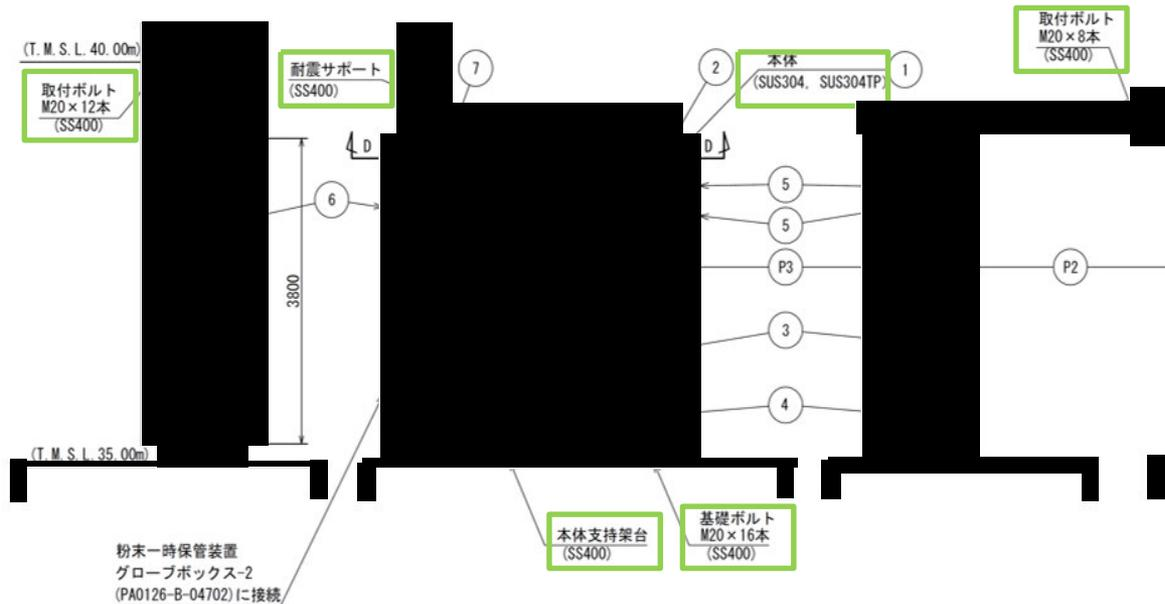 (T.M.S.L.40.00m)
取付ボルト
M20×12本
(SS400)
耐震サポート
(SS400)
7
2
本体
(SUS304, SUS304TP)
1
取付ボルト
M20×8本
(SS400)
D
D
5
6
5
P3
P2
3800
3
4
(T.M.S.L.35.00m)
本体支持架台
(SS400)
基礎ボルト
M20×16本
(SS400)
粉末一時保管装置
グローブボックス-2
(PA0126-B-04702)に接続